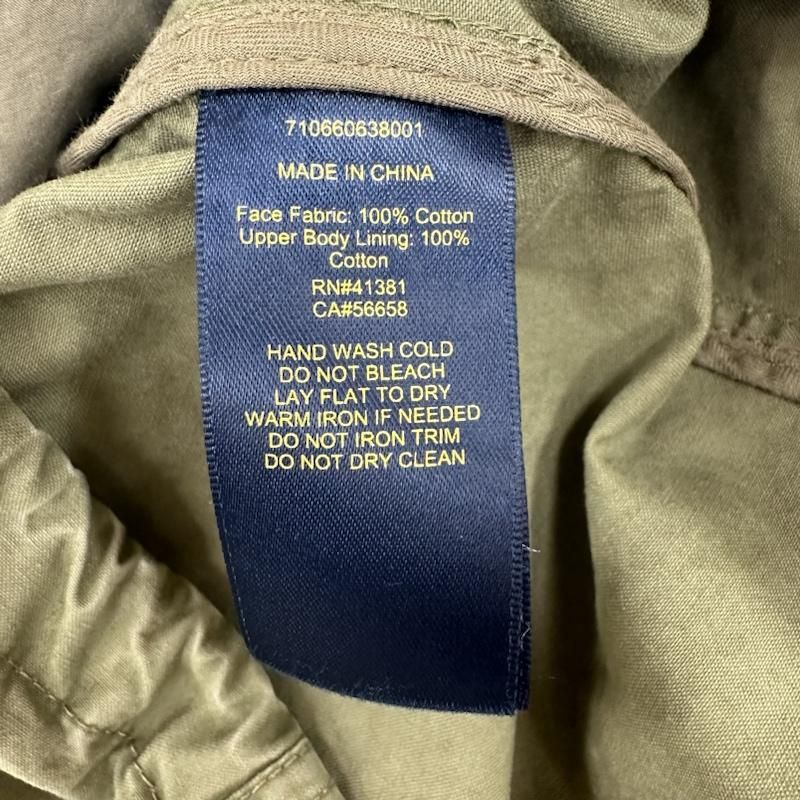 710660638001
MADE IN CHINA
Face Fabric: 100% Cotton
Upper Body Lining: 100%
Cotton
RN#41381
CA#56658
HAND WASH COLD
DO NOT BLEACH
LAY FLAT TO DRY
WARM IRON IF NEEDED
DO NOT IRON TRIM
DO NOT DRY CLEAN